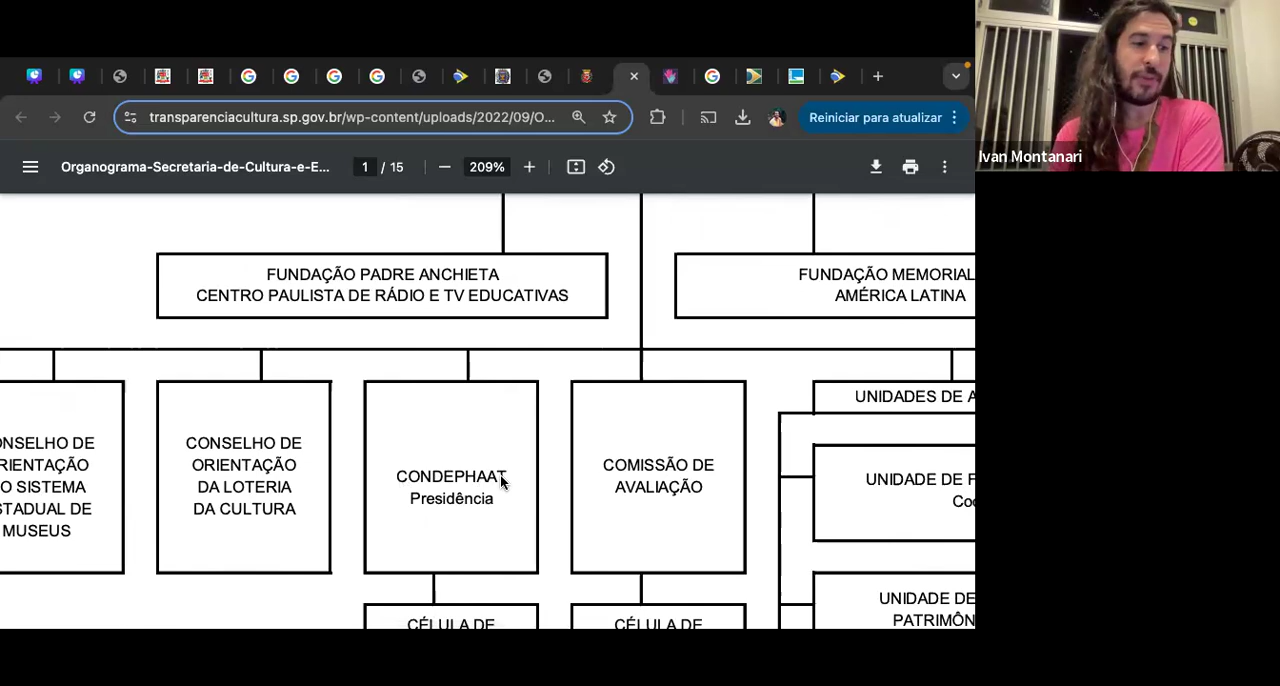 transparenciacultura.sp.gov.br/wp-content/uploads/2022/09/O...
Reiniciar para atualizar
Organograma-Secretaria-de-Cultura-e-E...
1 / 15
209%
Ivan Montanari
FUNDAÇÃO PADRE ANCHIETA
CENTRO PAULISTA DE RÁDIO E TV EDUCATIVAS
FUNDAÇÃO MEMORIAL
AMÉRICA LATINA
ONSELHO DE
RIENTAÇÃO
O SISTEMA
STADUAL DE
MUSEUS
CONSELHO DE
ORIENTAÇÃO
DA LOTERIA
DA CULTURA
CONDEPHAAT
Presidência
COMISSÃO DE
AVALIAÇÃO
UNIDADES DE A
UNIDADE DE F
Coo
UNIDADE DE
PATRIMÔN
CÉLULA DE
CÉLULA DE